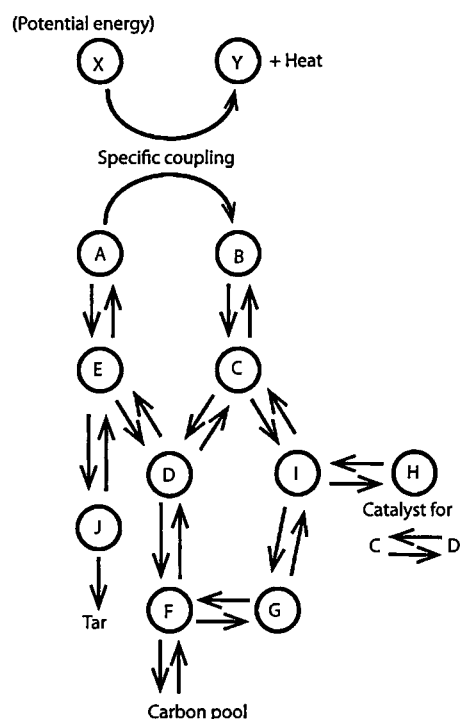 (Potential energy)
X
Y + Heat
Specific coupling
A
B
E
C
D
I
H
Catalyst for
C D
J
Tar
F
G
Carbon pool